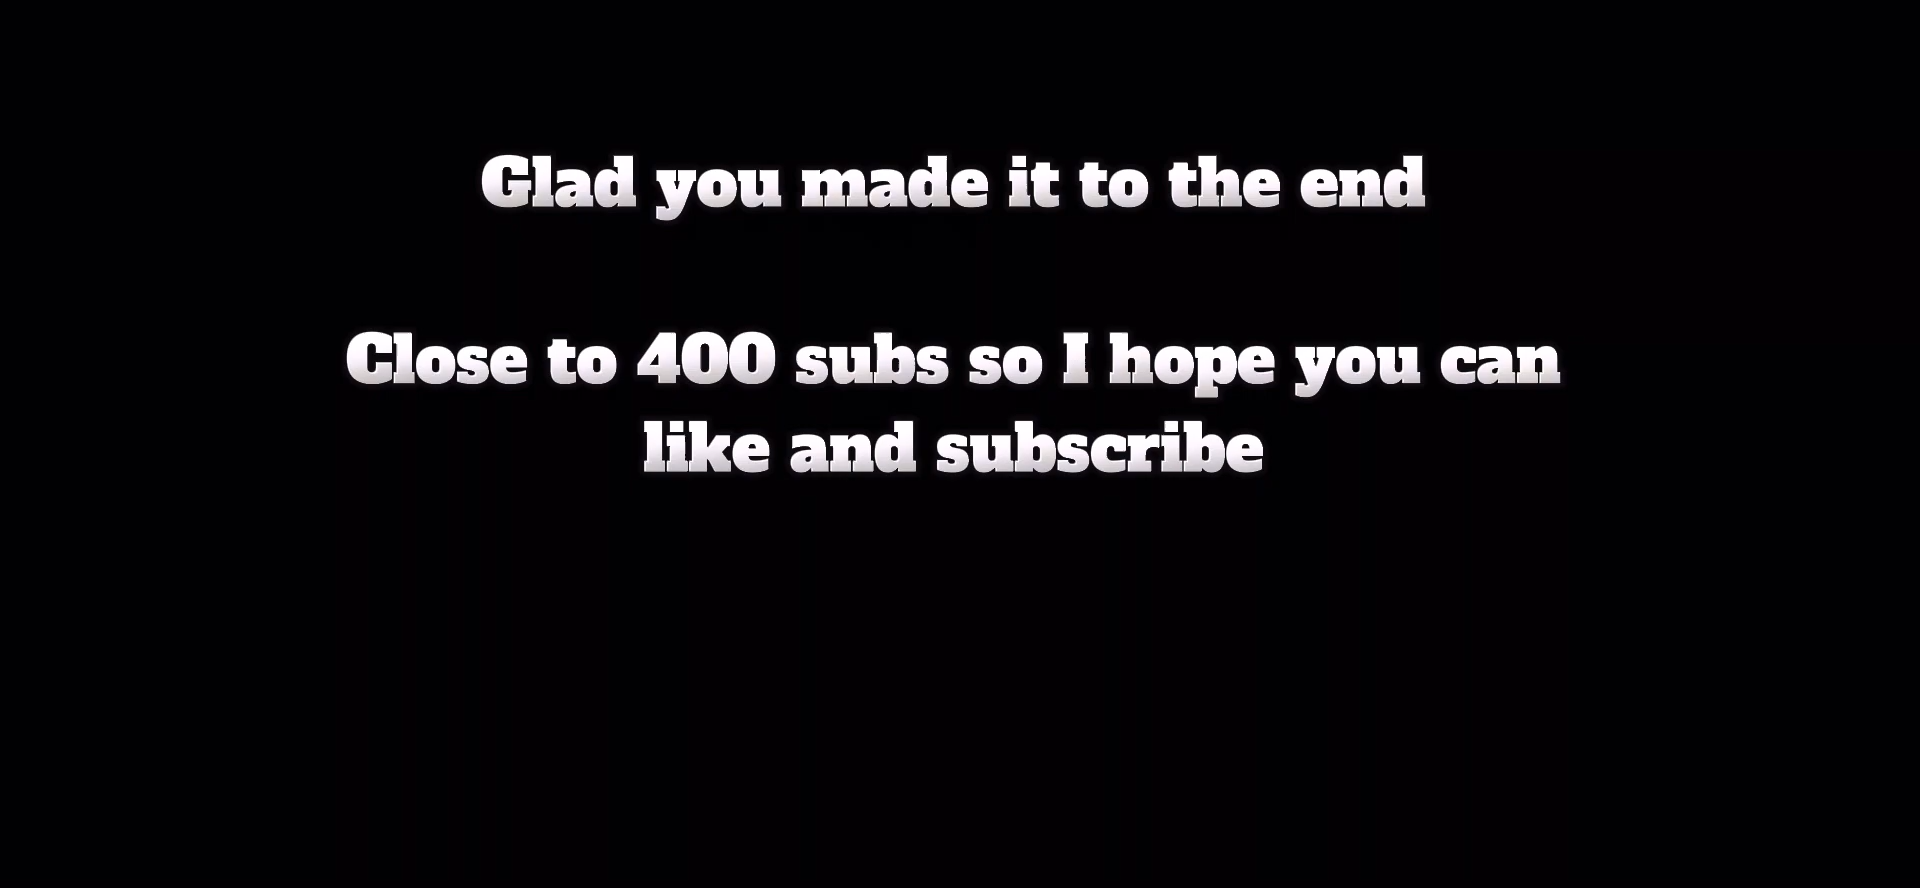 Glad you made it to the end
Close to 400 subs so I hope you can
like and subscribe